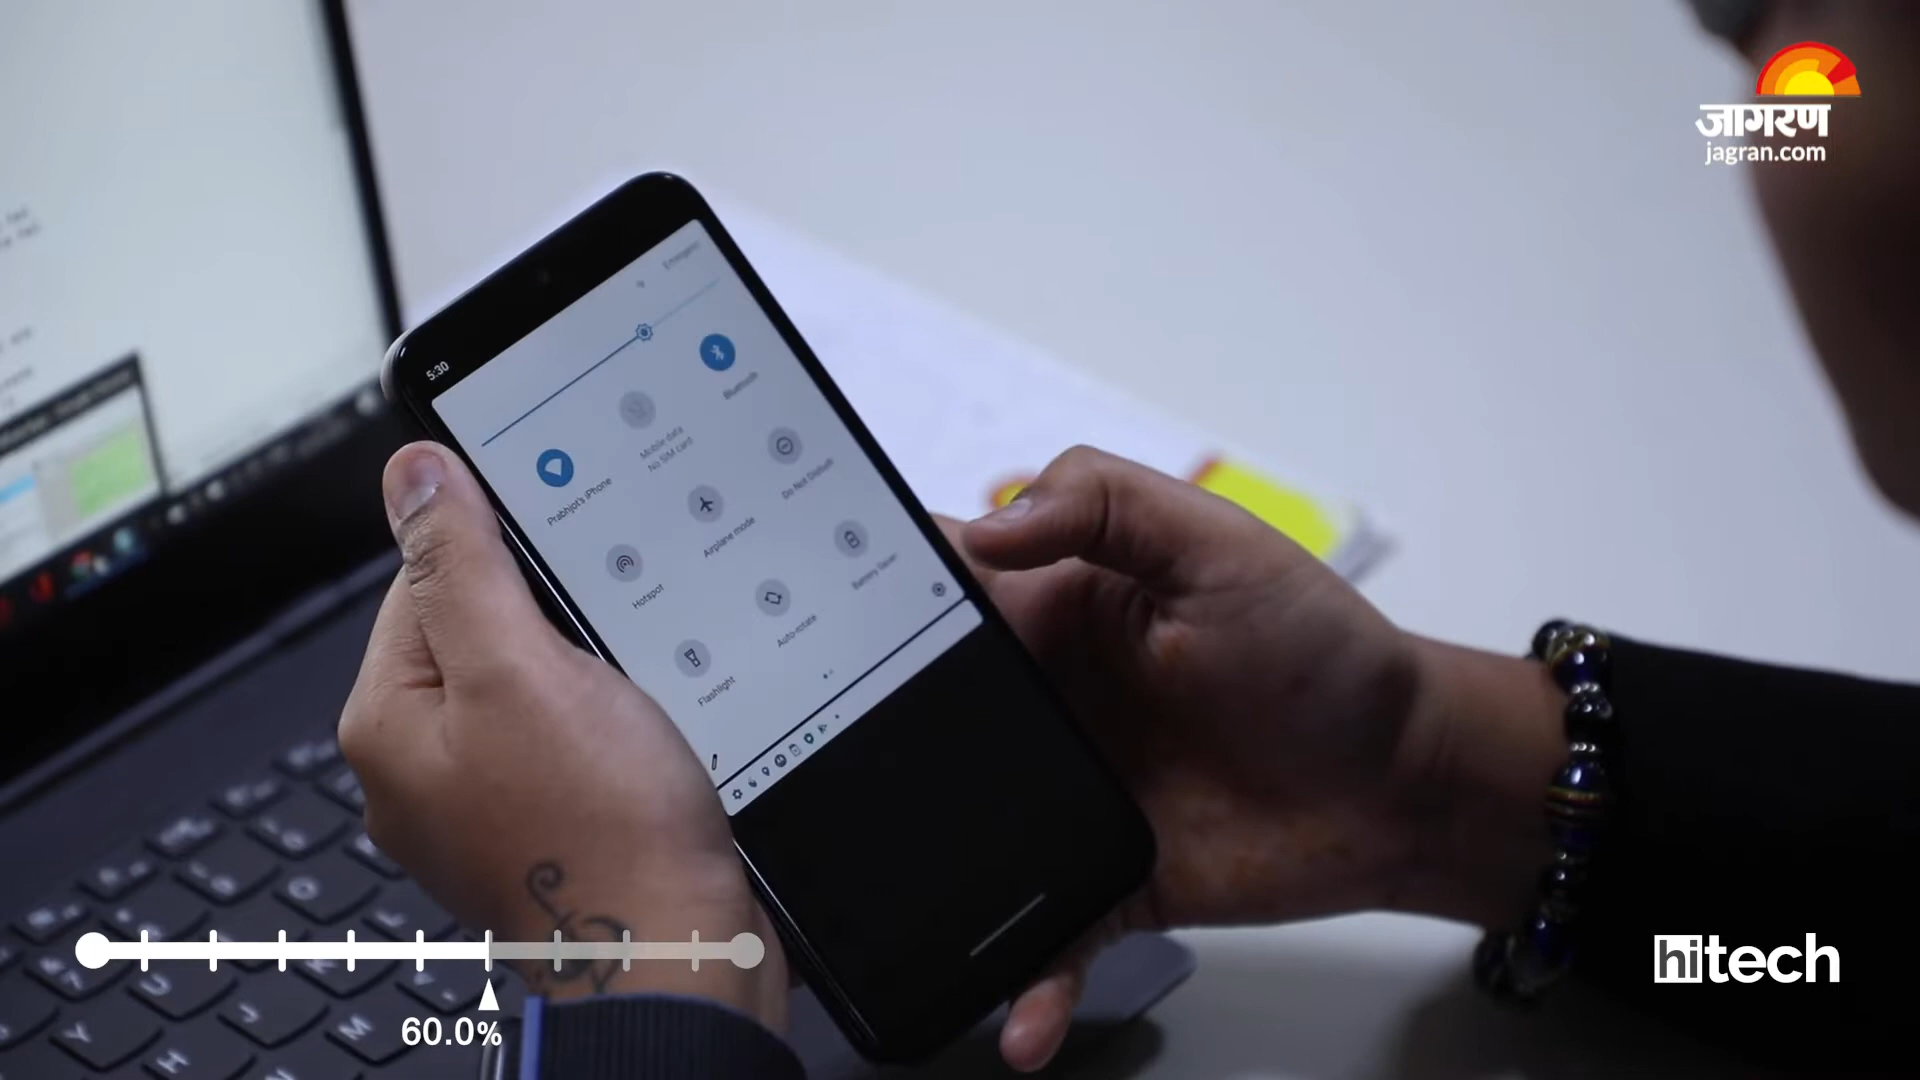 जागरण
jagran.com
5:30
Bluetooth
Mobile data
No SIM card
Prabhjot's iPhone
Do Not Disturb
Airplane mode
Hotspot
Battery Saver
Auto-rotate
Flashlight
hitech
60.0%